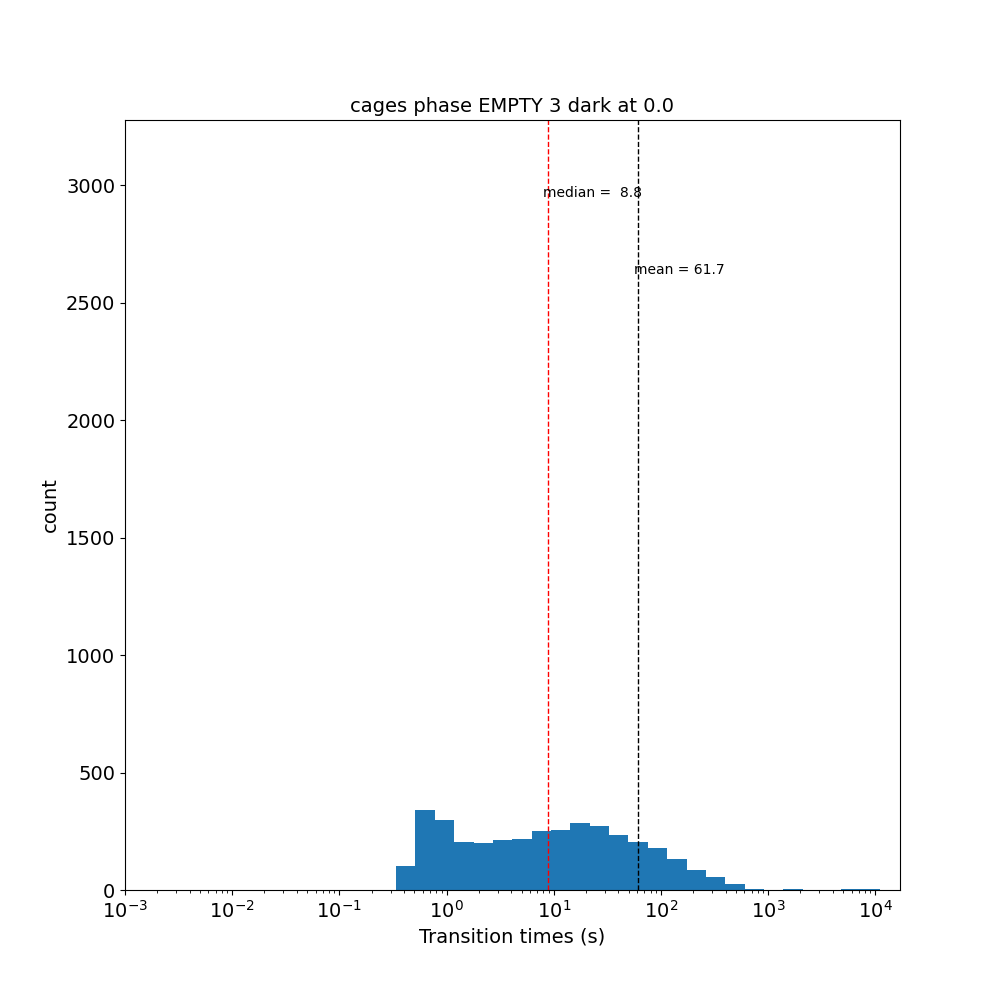 cages phase EMPTY 3 dark at 0.0
3000
median =  8.8
mean = 61.7
2500
2000
1500
1000
500
0
count
10⁻³ 10⁻² 10⁻¹ 10⁰ 10¹ 10² 10³ 10⁴
Transition times (s)